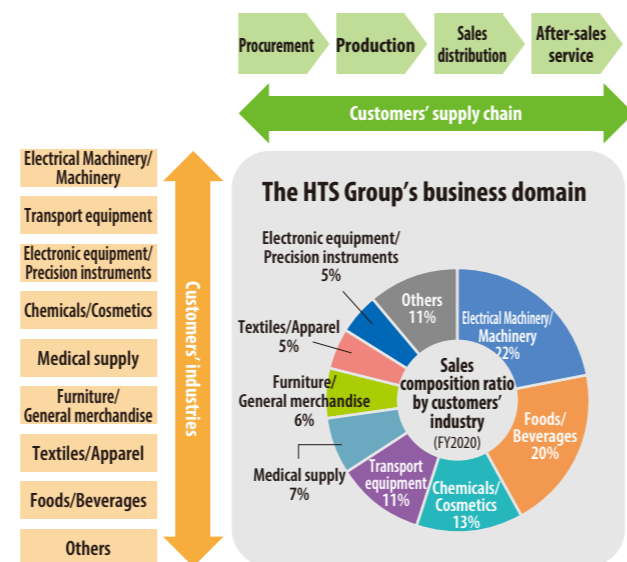 Procurement
Production
Sales
distribution
After-sales
service
Customers' supply chain
Electrical Machinery/
Machinery
Transport equipment
Electronic equipment/
Precision instruments
Chemicals/Cosmetics
Medical supply
Furniture/
General merchandise
Textiles/Apparel
Foods/Beverages
Others
Customers' industries
The HTS Group's business domain
Electronic equipment/
Precision instruments
5%
Textiles/Apparel
5%
Furniture/
General merchandise
6%
Medical supply
7%
Others
11%
Electrical Machinery/
Machinery
22%
Foods/
Beverages
20%
Chemicals/
Cosmetics
13%
Transport
equipment
11%
Sales
composition ratio
by customers'
industry
(FY2020)